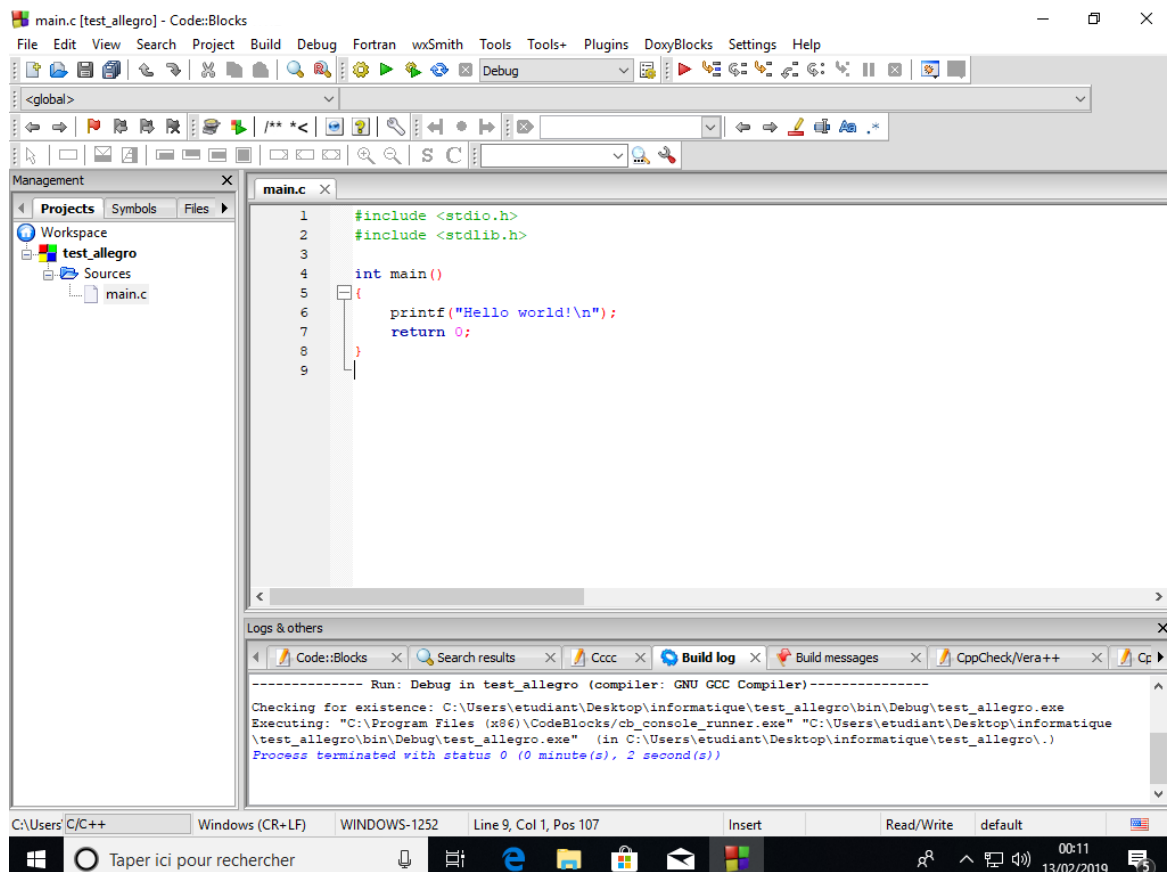 main.c [test_allegro] - Code::Blocks
File Edit View Search Project Build Debug Fortran wxSmith Tools Tools+ Plugins DoxyBlocks Settings Help
Debug
<global>
/** *<
S C
Management
Projects Symbols Files
Workspace
test_allegro
Sources
main.c
main.c
1 #include <stdio.h>
2 #include <stdlib.h>
3
4 int main()
5 {
6 printf("Hello world!\n");
7 return 0;
8 }
9
Logs & others
Code::Blocks Search results Cccc Build log Build messages CppCheck/Vera++ Cp
-------------- Run: Debug in test_allegro (compiler: GNU GCC Compiler)---------------
Checking for existence: C:\Users\etudiant\Desktop\informatique\test_allegro\bin\Debug\test_allegro.exe
Executing: "C:\Program Files (x86)\CodeBlocks/cb_console_runner.exe" "C:\Users\etudiant\Desktop\informatique
\test_allegro\bin\Debug\test_allegro.exe" (in C:\Users\etudiant\Desktop\informatique\test_allegro\.)
Process terminated with status 0 (0 minute(s), 2 second(s))
C:\Users\ C/C++ Windows (CR+LF) WINDOWS-1252 Line 9, Col 1, Pos 107 Insert Read/Write default
Taper ici pour rechercher
00:11
13/02/2019
5